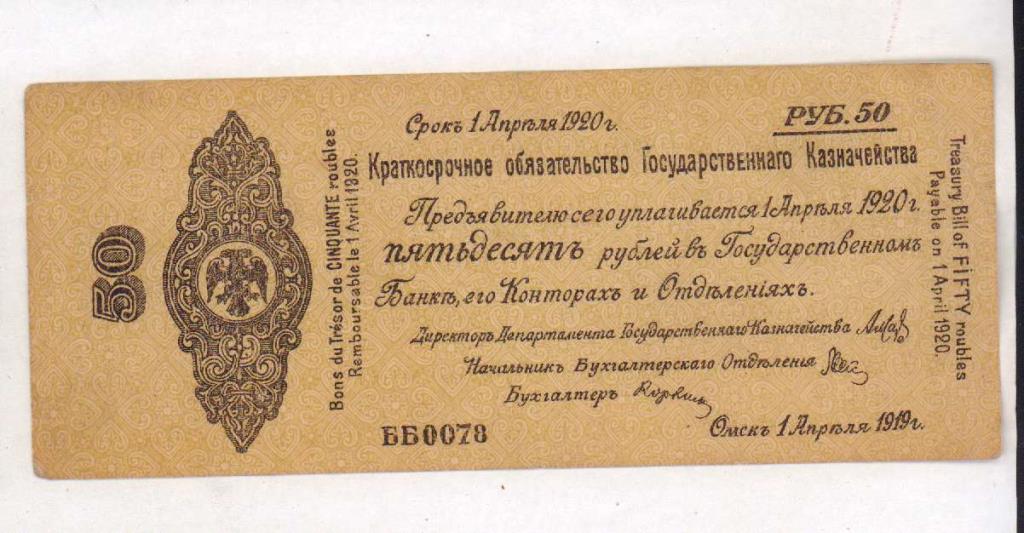 50
Bons du Trésor de CINQUANTE roubles
Remboursable le 1 Avril 1920.
Срокъ 1 Апрѣля 1920 г.
РУБ. 50
Краткосрочное обязательство Государственнаго Казначейства
Предъявителю сего уплачивается 1 Апрѣля 1920 г.
пятьдесятъ рублей въ Государственномъ
Банкѣ, его Конторахъ и Отдѣленіяхъ.
Директоръ Департамента Государственнаго Казначейства
Начальник Бухгалтерского Отдѣленія
Бухгалтеръ
ББ0078
Омскъ 1 Апрѣля 1919 г.
Treasury Bill of FIFTY roubles
Payable on 1 April 1920.